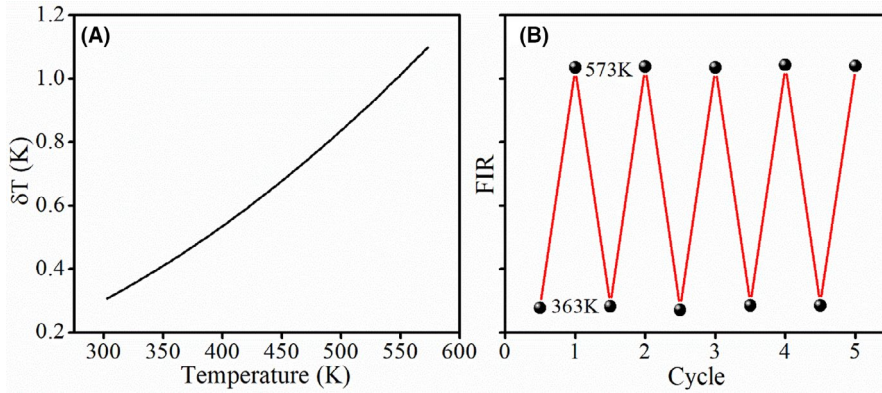 (A)
1.2
1.0
0.8
0.6
0.4
0.2
δT (K)
300 350 400 450 500 550 600
Temperature (K)
(B)
573K
363K
FIR
0 1 2 3 4 5
Cycle